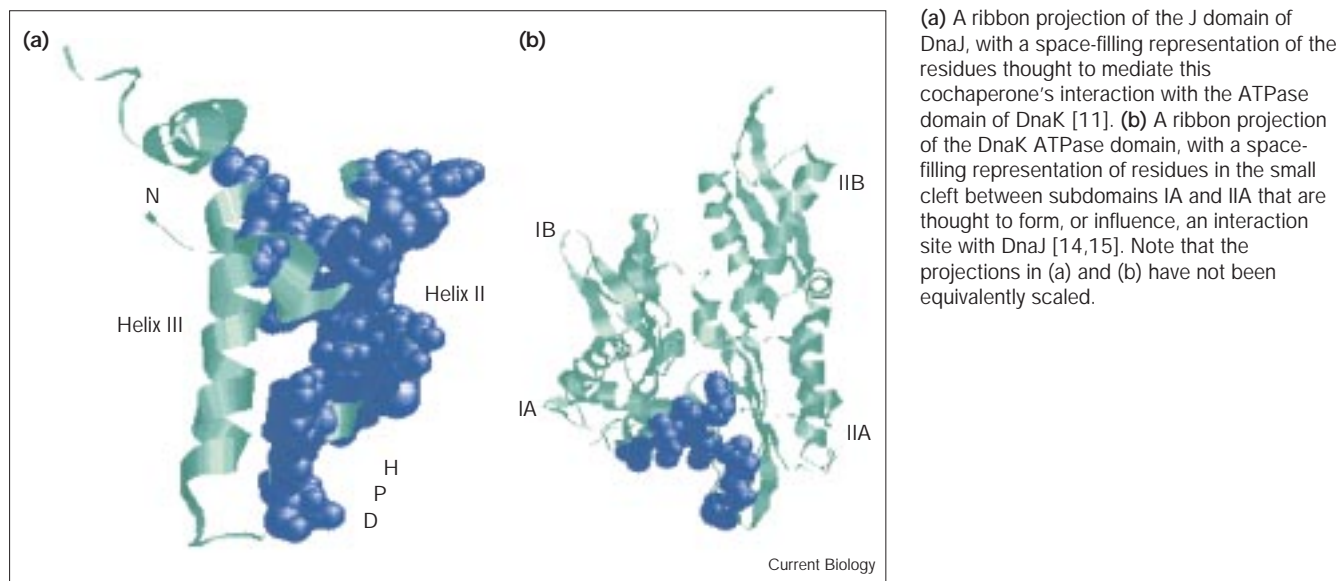 (a)
(b)
N
Helix III
Helix II
H
P
D
IB
IIB
IA
IIA
Current Biology
(a) A ribbon projection of the J domain of
DnaJ, with a space-filling representation of the
residues thought to mediate this
cochaperone's interaction with the ATPase
domain of DnaK [11]. (b) A ribbon projection
of the DnaK ATPase domain, with a space-
filling representation of residues in the small
cleft between subdomains IA and IIA that are
thought to form, or influence, an interaction
site with DnaJ [14,15]. Note that the
projections in (a) and (b) have not been
equivalently scaled.